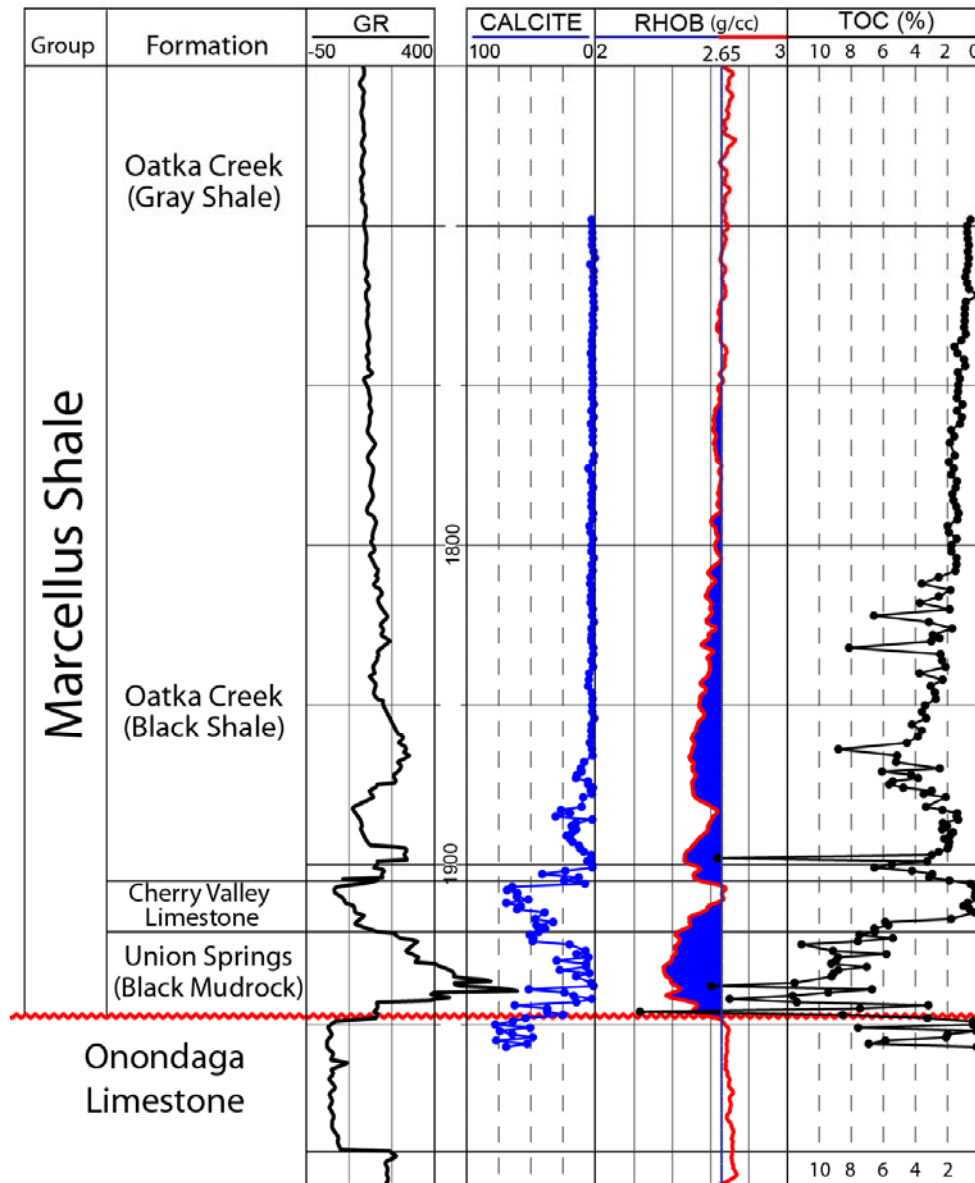 Group Formation GR CALCITE RHOB (g/cc) TOC (%)
-50 400 100 0 2 2.65 3 10 8 6 4 2 0
Marcellus Shale
Oatka Creek
(Gray Shale)
1800
Oatka Creek
(Black Shale)
1900
Cherry Valley
Limestone
Union Springs
(Black Mudrock)
Onondaga
Limestone
10 8 6 4 2